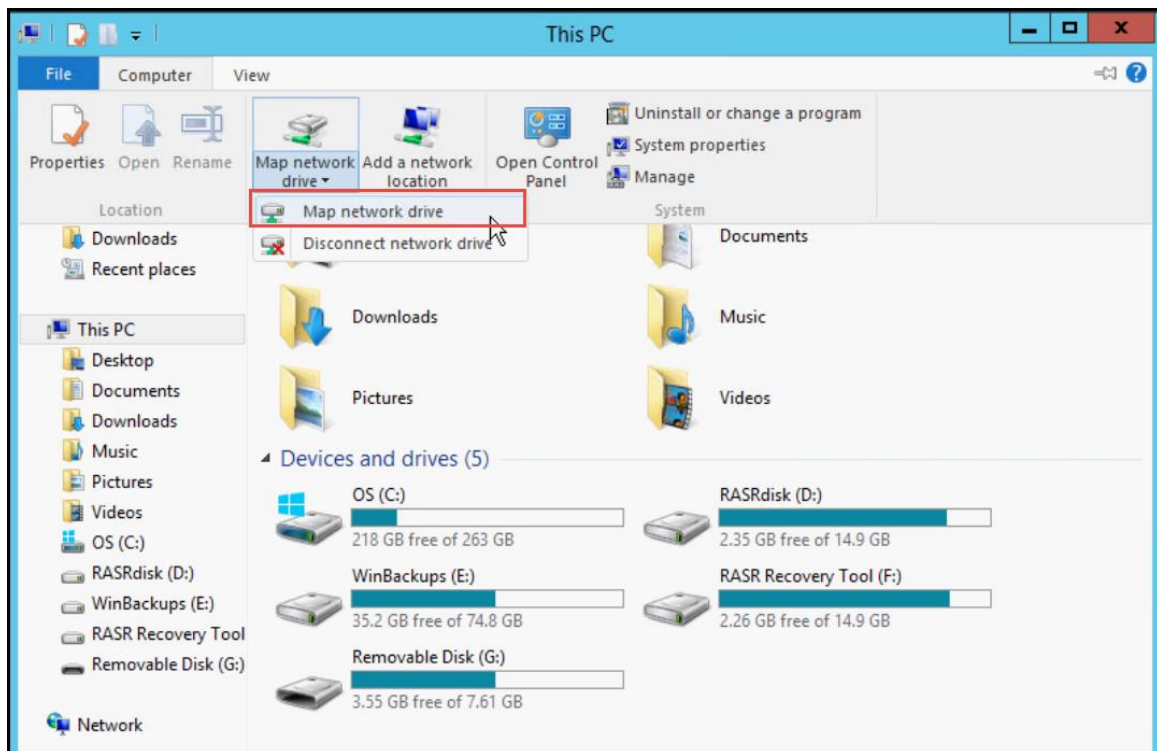 This PC
File Computer View
Properties Open Rename
Map network drive
Add a network location
Open Control Panel
Uninstall or change a program
System properties
Manage
Location
System
Map network drive
Disconnect network drive
Downloads
Recent places
This PC
Desktop
Documents
Downloads
Music
Pictures
Videos
OS (C:)
RASRdisk (D:)
WinBackups (E:)
RASR Recovery Tool
Removable Disk (G:)
Network
Documents
Downloads
Music
Pictures
Videos
Devices and drives (5)
OS (C:)
218 GB free of 263 GB
RASRdisk (D:)
2.35 GB free of 14.9 GB
WinBackups (E:)
35.2 GB free of 74.8 GB
RASR Recovery Tool (F:)
2.26 GB free of 14.9 GB
Removable Disk (G:)
3.55 GB free of 7.61 GB